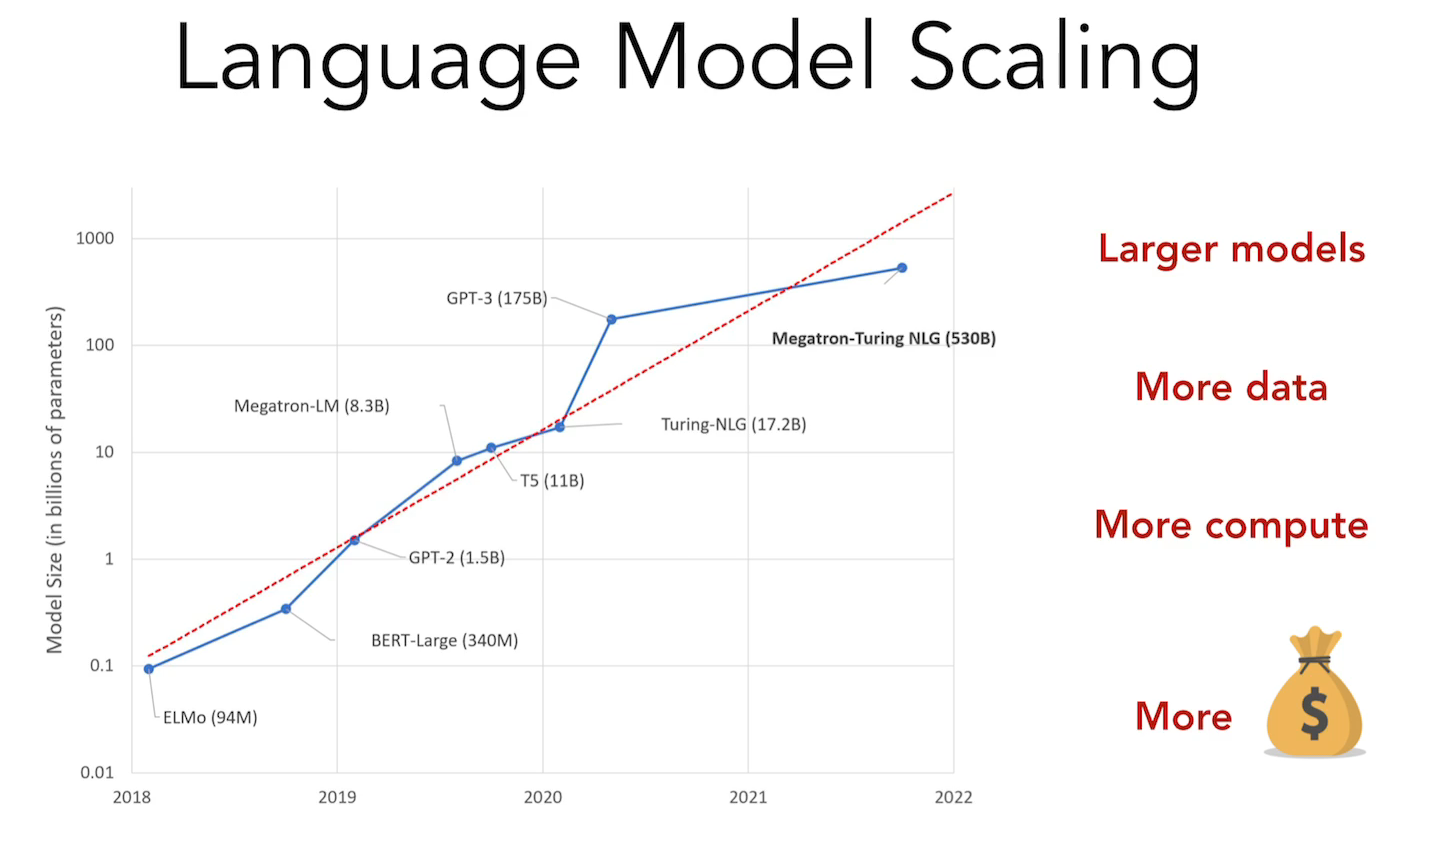 Language Model Scaling
Model Size (in billions of parameters)
1000
100
10
1
0.1
0.01
2018
2019
2020
2021
2022
GPT-3 (175B)
Megatron-Turing NLG (530B)
Megatron-LM (8.3B)
Turing-NLG (17.2B)
T5 (11B)
GPT-2 (1.5B)
BERT-Large (340M)
ELMo (94M)
Larger models
More data
More compute
More
$